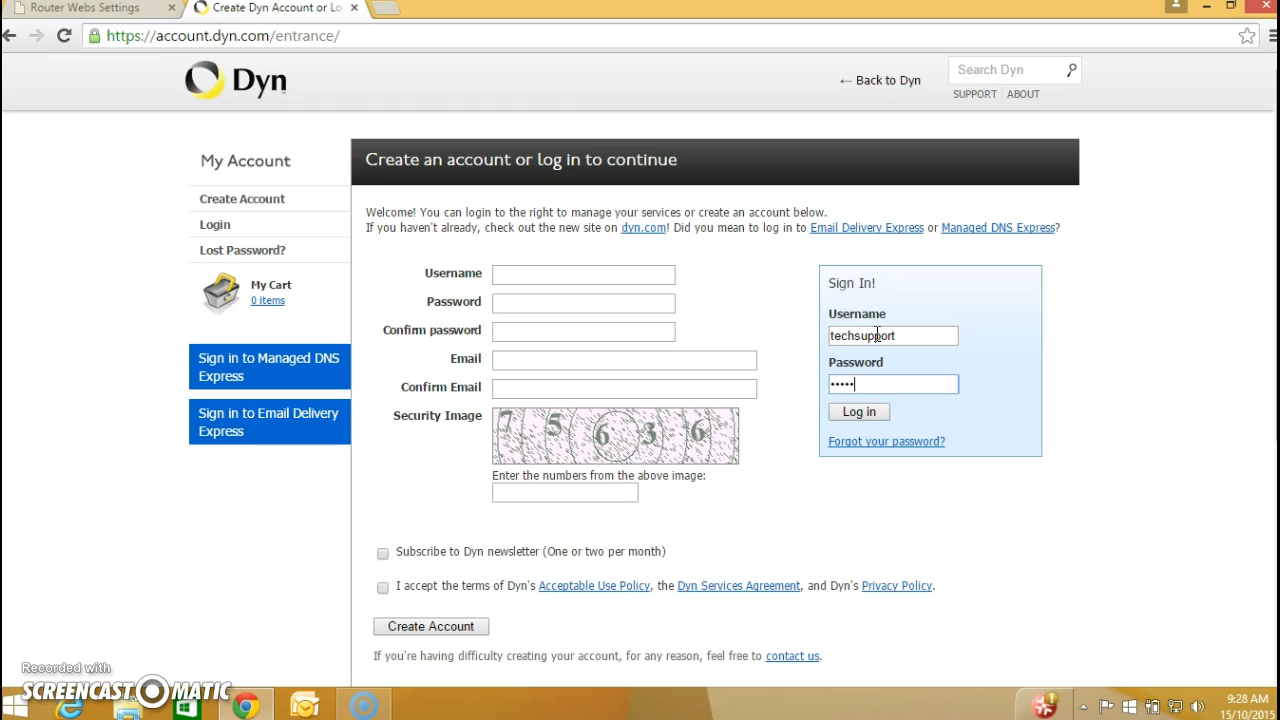 Router Webs Settings
Create Dyn Account or Lo
https://account.dyn.com/entrance/
Dyn
← Back to Dyn
Search Dyn
SUPPORT ABOUT
My Account
Create an account or log in to continue
Create Account
Login
Lost Password?
My Cart
0 items
Sign in to Managed DNS
Express
Sign in to Email Delivery
Express
Welcome! You can login to the right to manage your services or create an account below.
If you haven't already, check out the new site on dyn.com! Did you mean to log in to Email Delivery Express or Managed DNS Express?
Username
Password
Confirm password
Email
Confirm Email
Security Image
7 5 6 3 6
Enter the numbers from the above image:
Sign In!
Username
techsupport
Password
•••••
Log in
Forgot your password?
Subscribe to Dyn newsletter (One or two per month)
I accept the terms of Dyn's Acceptable Use Policy, the Dyn Services Agreement, and Dyn's Privacy Policy.
Create Account
If you're having difficulty creating your account, for any reason, feel free to contact us.
Recorded with
SCREENCAST MATIC
9:28 AM
15/10/2015